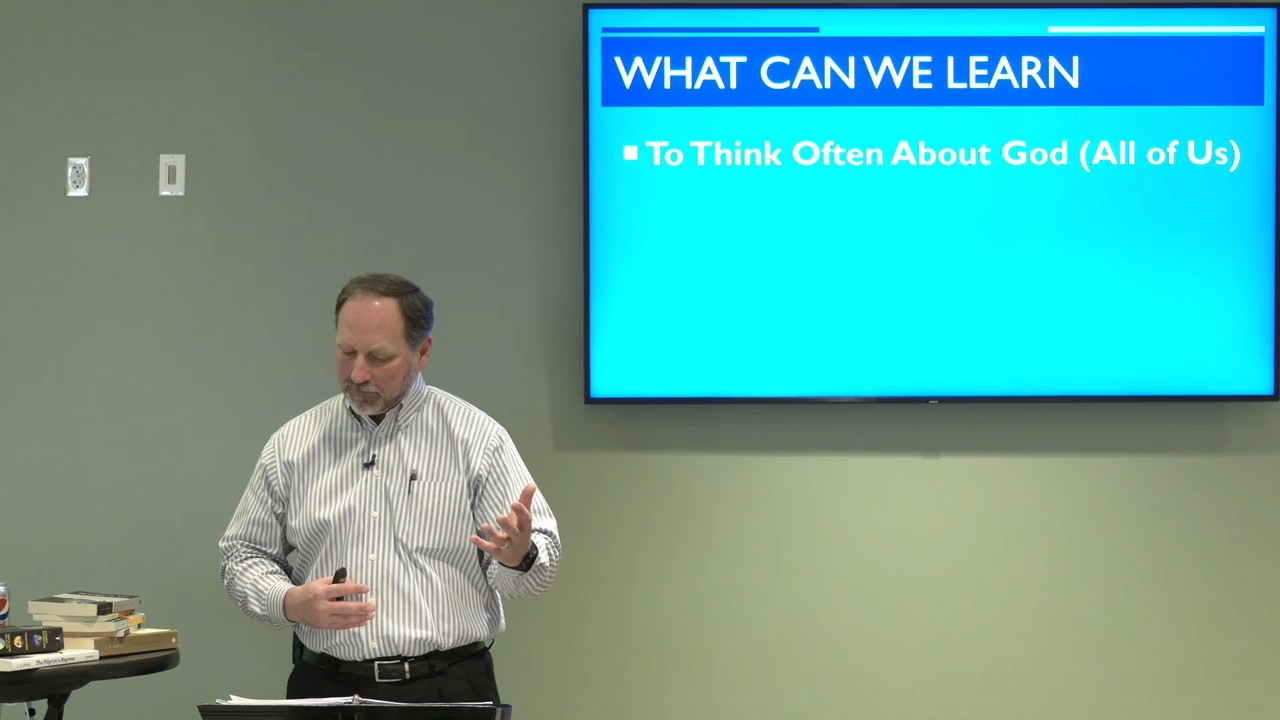 WHAT CAN WE LEARN
To Think Often About God (All of Us)
The Pilgrim's Regress